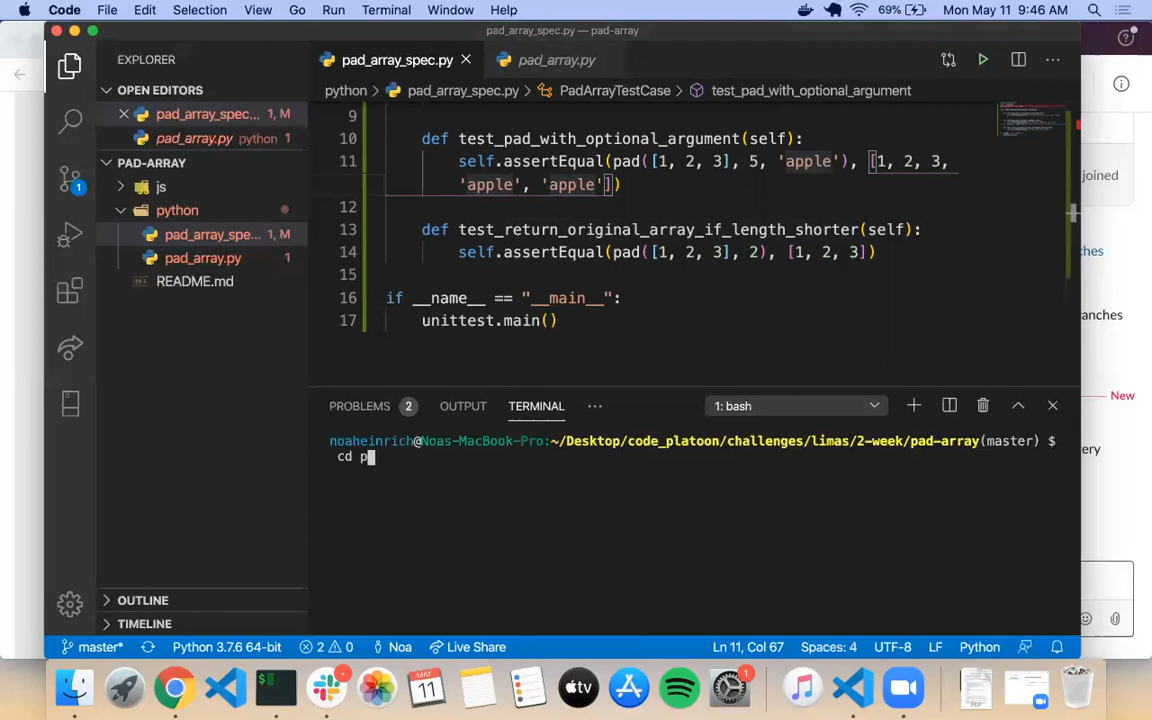 Code File Edit Selection View Go Run Terminal Window Help 69% Mon May 11 9:46 AM
pad_array_spec.py — pad-array
EXPLORER
pad_array_spec.py
pad_array.py
OPEN EDITORS
python pad_array_spec.py PadArrayTestCase test_pad_with_optional_argument
pad_array_spec... 1, M
pad_array.py python 1
PAD-ARRAY
js
python
pad_array_spe... 1, M
pad_array.py 1
README.md
1
9
10 def test_pad_with_optional_argument(self):
11 self.assertEqual(pad([1, 2, 3], 5, 'apple'), [1, 2, 3,
'apple', 'apple'])
12
13 def test_return_original_array_if_length_shorter(self):
14 self.assertEqual(pad([1, 2, 3], 2), [1, 2, 3])
15
16 if __name__ == "__main__":
17 unittest.main()
PROBLEMS 2 OUTPUT TERMINAL ... 1: bash
noaheinrich@Noas-MacBook-Pro:~/Desktop/code_platoon/challenges/limas/2-week/pad-array(master) $
cd p
OUTLINE
TIMELINE
master* Python 3.7.6 64-bit 2 0 Noa Live Share Ln 11, Col 67 Spaces: 4 UTF-8 LF Python
joined
anches
New
MAY
11
tv
1
PDF